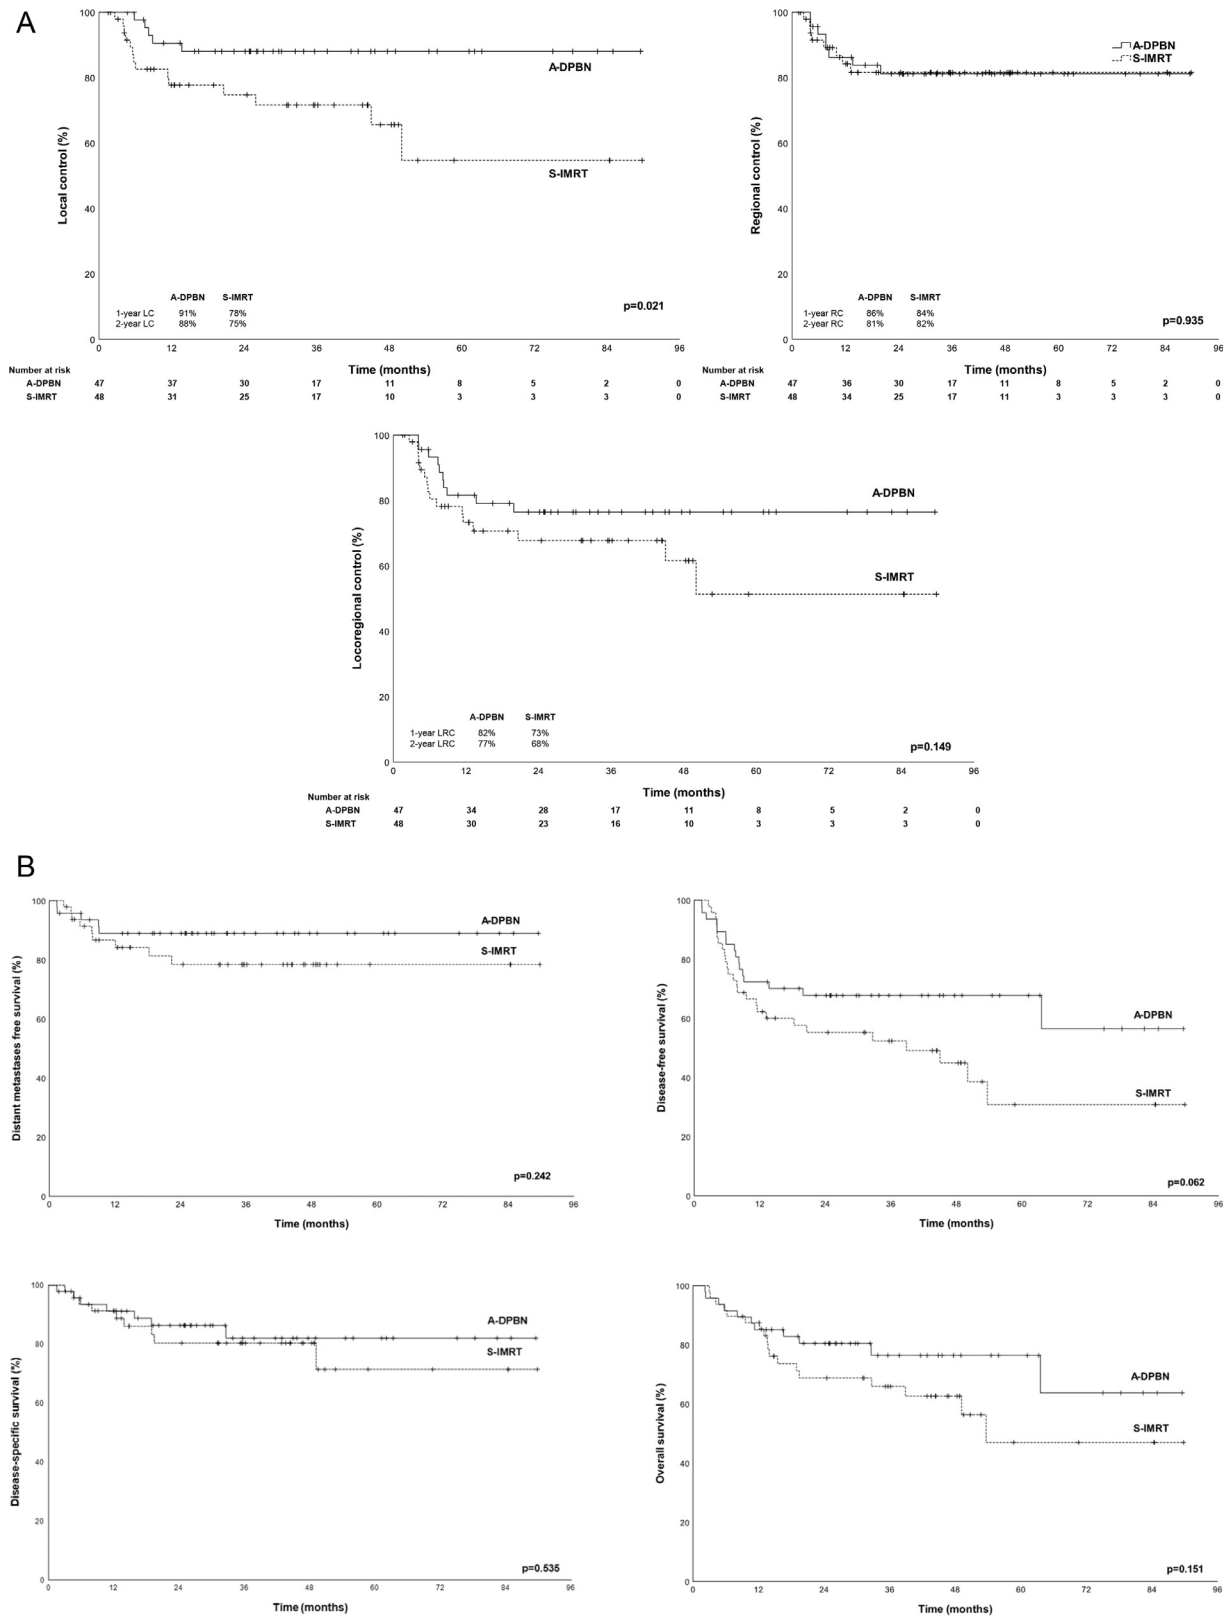 A
100
80
60
40
20
0
Local control (%)
A-DPBN
S-IMRT
A-DPBN S-IMRT
1-year LC 91% 78%
2-year LC 88% 75%
p=0.021
0 12 24 36 48 60 72 84 96
Time (months)
Number at risk
A-DPBN 47 37 30 17 11 8 5 2 0
S-IMRT 48 31 25 17 10 3 3 3 0
100
80
60
40
20
0
Regional control (%)
A-DPBN
S-IMRT
A-DPBN S-IMRT
1-year RC 86% 84%
2-year RC 81% 82%
p=0.935
0 12 24 36 48 60 72 84 96
Time (months)
Number at risk
A-DPBN 47 36 30 17 11 8 5 2 0
S-IMRT 48 34 25 17 11 3 3 3 0
100
80
60
40
20
0
Locoregional control (%)
A-DPBN
S-IMRT
A-DPBN S-IMRT
1-year LRC 82% 73%
2-year LRC 77% 68%
p=0.149
0 12 24 36 48 60 72 84 96
Time (months)
Number at risk
A-DPBN 47 34 28 17 11 8 5 2 0
S-IMRT 48 30 23 16 10 3 3 3 0
B
100
80
60
40
20
0
Distant metastases free survival (%)
A-DPBN
S-IMRT
p=0.242
0 12 24 36 48 60 72 84 96
Time (months)
100
80
60
40
20
0
Disease-free survival (%)
A-DPBN
S-IMRT
p=0.062
0 12 24 36 48 60 72 84 96
Time (months)
100
80
60
40
20
0
Disease-specific survival (%)
A-DPBN
S-IMRT
p=0.535
0 12 24 36 48 60 72 84 96
Time (months)
100
80
60
40
20
0
Overall survival (%)
A-DPBN
S-IMRT
p=0.151
0 12 24 36 48 60 72 84 96
Time (months)